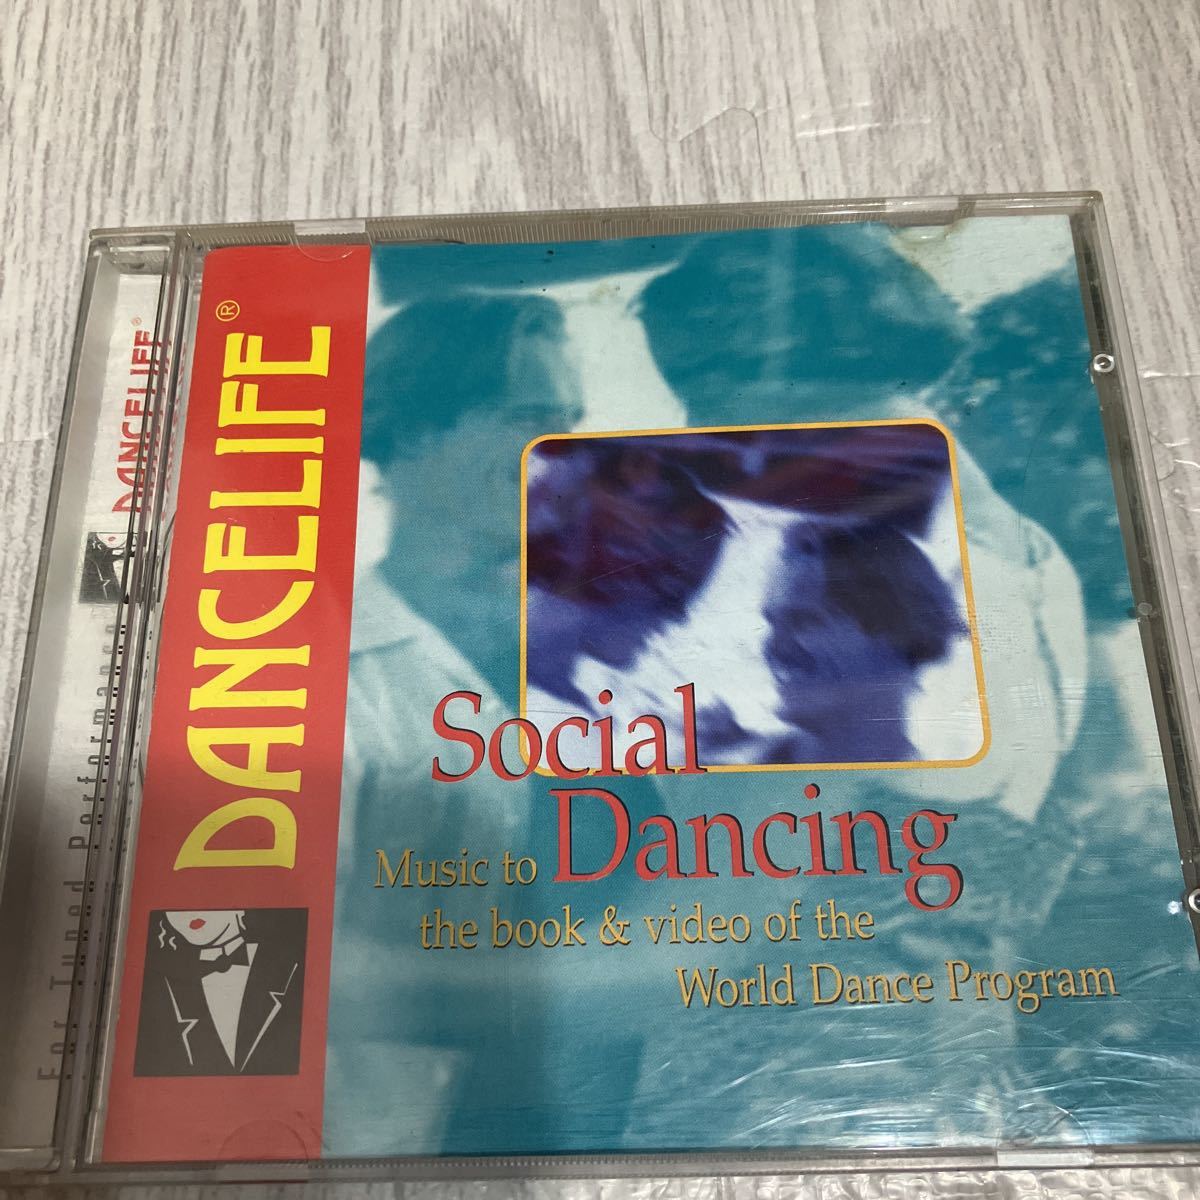 DANCELIFE®
DANCELIFE®
For Tuned Performance
Social
Music to Dancing
the book & video of the
World Dance Program